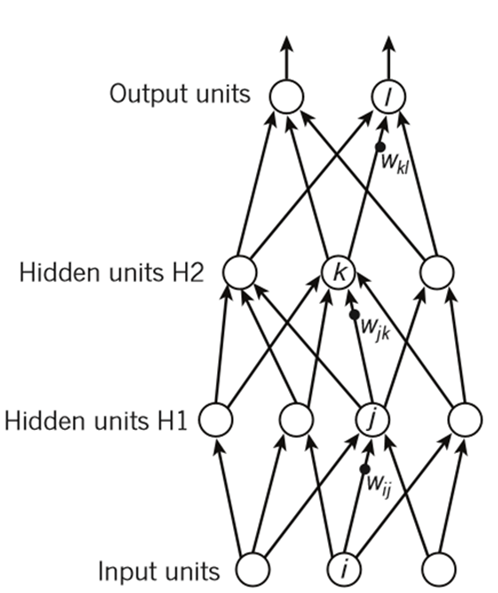 Output units
l
w_kl
Hidden units H2
k
w_jk
Hidden units H1
j
w_ij
Input units
i